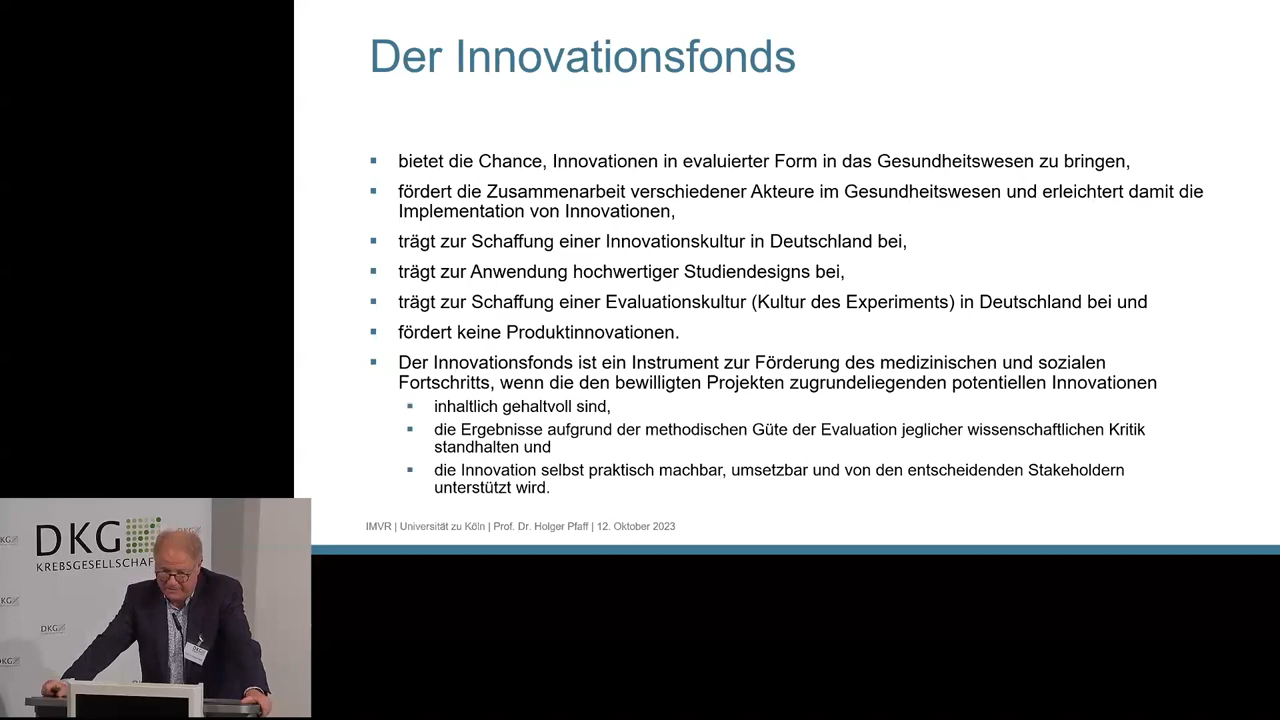 Der Innovationsfonds
bietet die Chance, Innovationen in evaluierter Form in das Gesundheitswesen zu bringen,
fördert die Zusammenarbeit verschiedener Akteure im Gesundheitswesen und erleichtert damit die
Implementation von Innovationen,
trägt zur Schaffung einer Innovationskultur in Deutschland bei,
trägt zur Anwendung hochwertiger Studiendesigns bei,
trägt zur Schaffung einer Evaluationskultur (Kultur des Experiments) in Deutschland bei und
fördert keine Produktinnovationen.
Der Innovationsfonds ist ein Instrument zur Förderung des medizinischen und sozialen
Fortschritts, wenn die den bewilligten Projekten zugrundeliegenden potentiellen Innovationen
inhaltlich gehaltvoll sind,
die Ergebnisse aufgrund der methodischen Güte der Evaluation jeglicher wissenschaftlichen Kritik
standhalten und
die Innovation selbst praktisch machbar, umsetzbar und von den entscheidenden Stakeholdern
unterstützt wird.
IMVR | Universität zu Köln | Prof. Dr. Holger Pfaff | 12. Oktober 2023
DKG
KREBSGESELLSCHAF
DKG
DKG